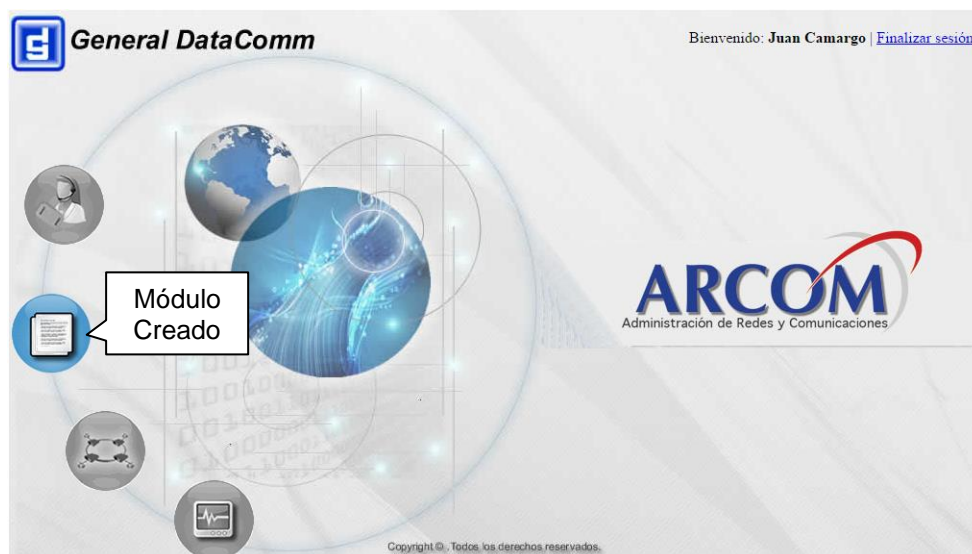 General DataComm
Bienvenido: Juan Camargo | Finalizar sesión
Módulo
Creado
ARCOM
Administración de Redes y Comunicaciones
Copyright © .Todos los derechos reservados.